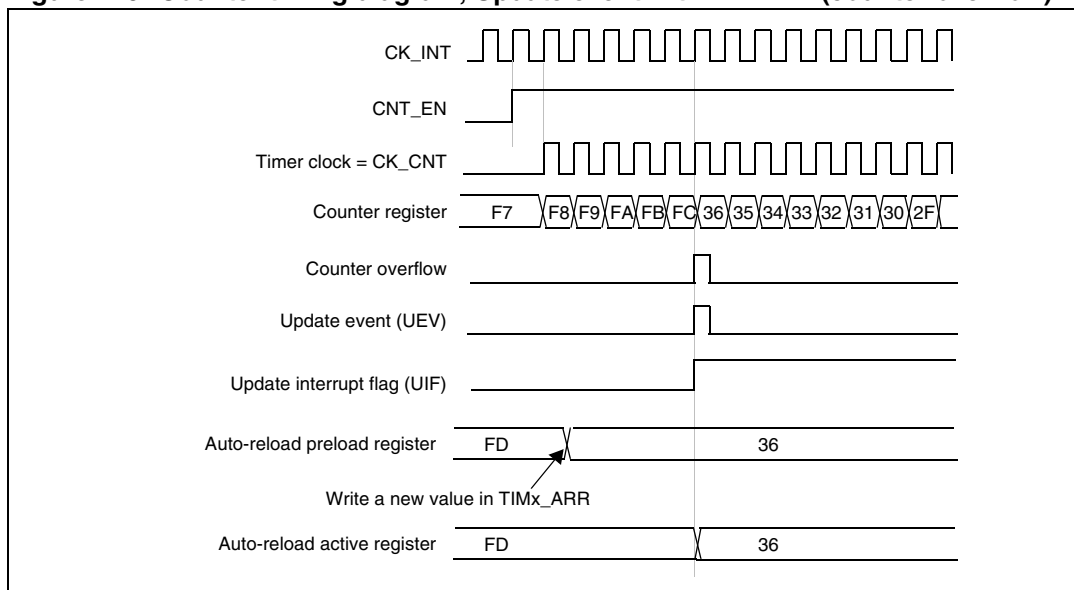 CK_INT
CNT_EN
Timer clock = CK_CNT
Counter register F7 F8 F9 FA FB FC 36 35 34 33 32 31 30 2F
Counter overflow
Update event (UEV)
Update interrupt flag (UIF)
Auto-reload preload register FD 36
Write a new value in TIMx_ARR
Auto-reload active register FD 36